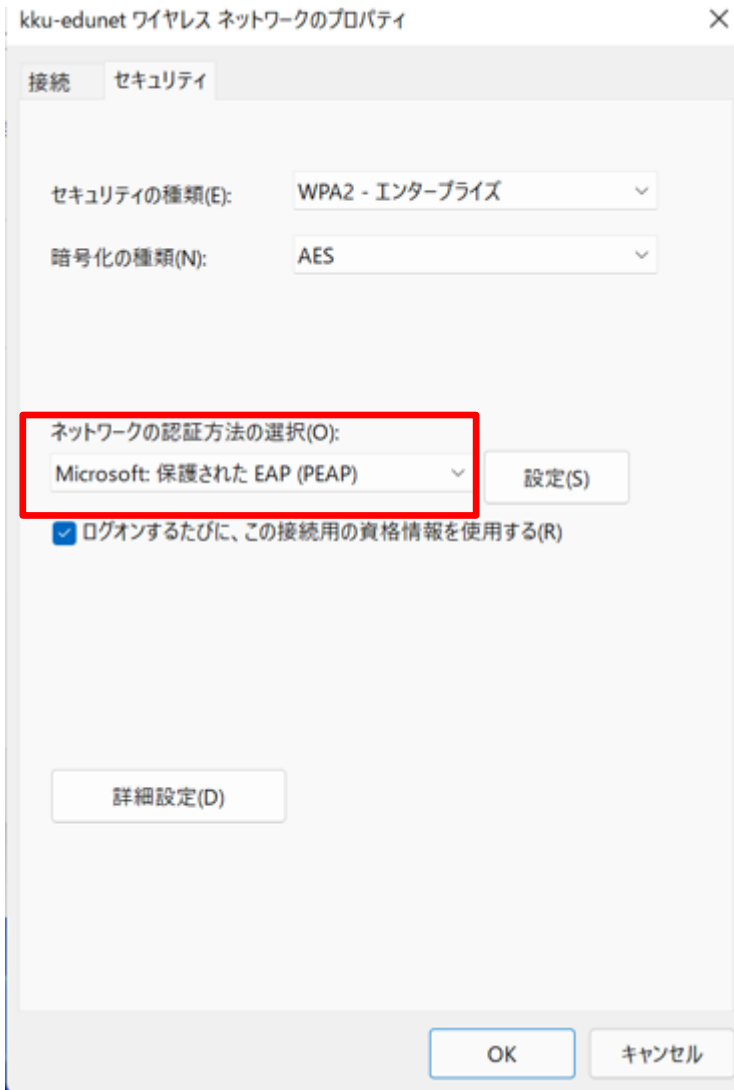 kku-edunet ワイヤレス ネットワークのプロパティ
接続 セキュリティ
セキュリティの種類(E): WPA2 - エンタープライズ
暗号化の種類(N): AES
ネットワークの認証方法の選択(O):
Microsoft: 保護された EAP (PEAP) 設定(S)
ログオンするたびに、この接続用の資格情報を使用する(R)
詳細設定(D)
OK キャンセル